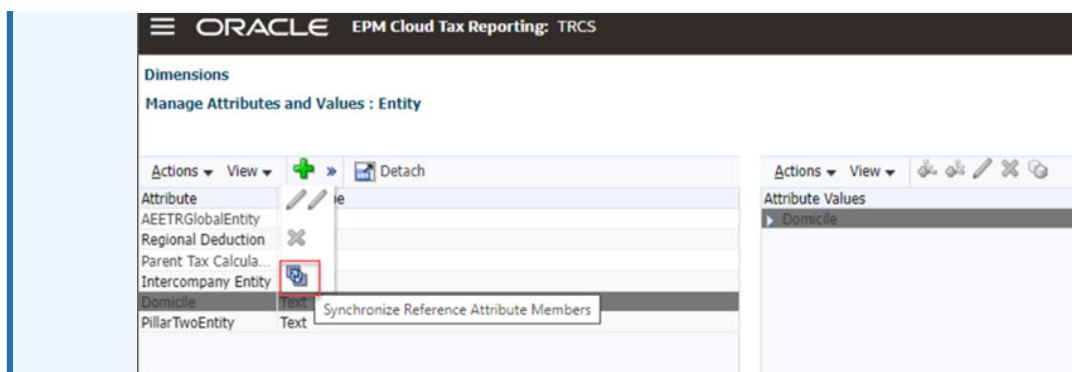 ORACLE EPM Cloud Tax Reporting: TRCS
Dimensions
Manage Attributes and Values : Entity
Actions View » Detach
Attribute
AEETRGlobalEntity
Regional Deduction
Parent Tax Calcula...
Intercompany Entity
Domicile Text
Synchronize Reference Attribute Members
PillarTwoEntity Text
Actions View
Attribute Values
Domicile